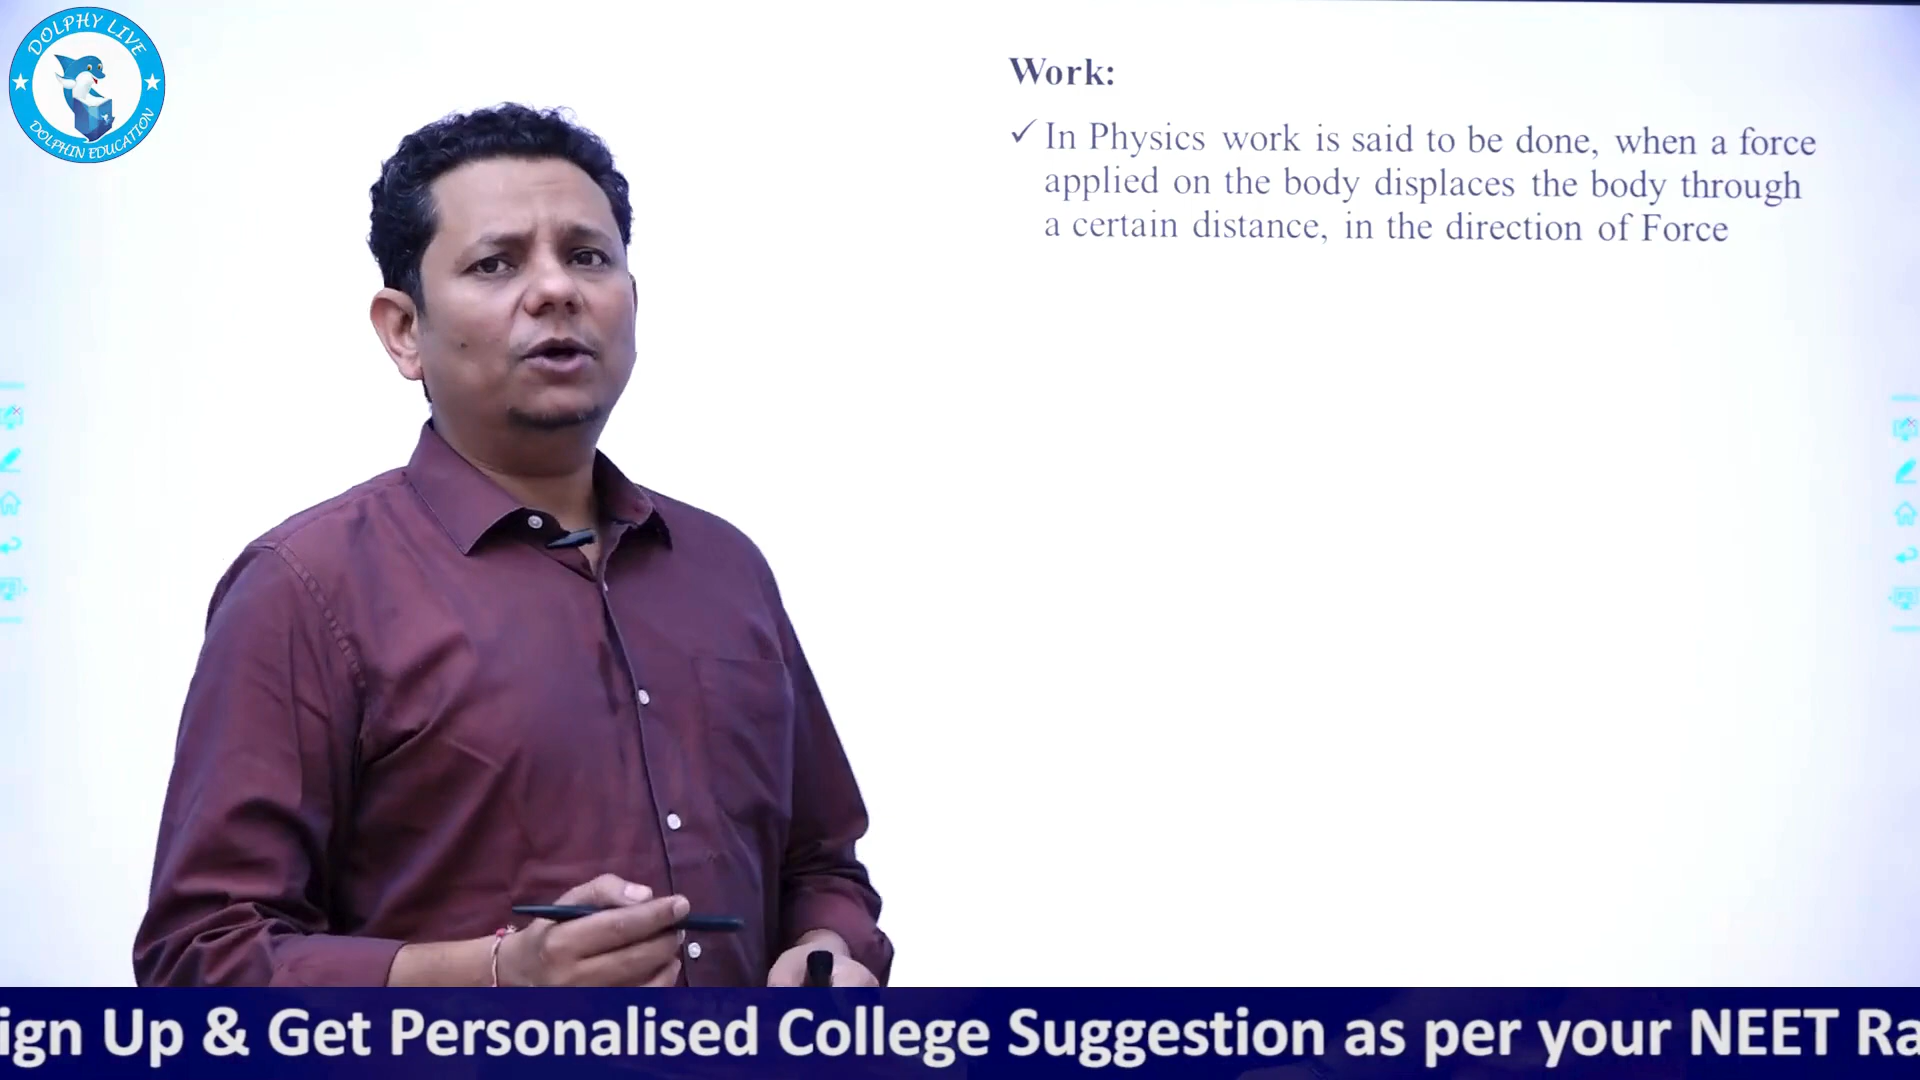 DOLPHY LIVE
DOLPHIN EDUCATION
Work:
✓ In Physics work is said to be done, when a force
applied on the body displaces the body through
a certain distance, in the direction of Force
ign Up & Get Personalised College Suggestion as per your NEET Ra